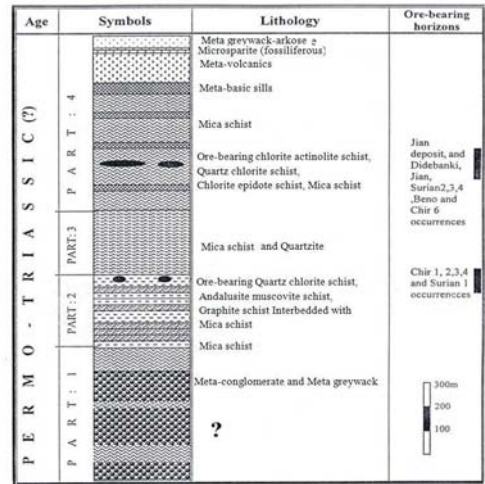 Age
Symbols
Lithology
Ore-bearing
horizons
PERMO-TRIASSIC (?)
PART: 4
Meta greywack-arkose ?
Microsparite (fossiliferous)
Meta-volcanics
Meta-basic sills
Mica schist
Ore-bearing chlorite actinolite schist,
Quartz chlorite schist,
Chlorite epidote schist, Mica schist
Jian
deposit, and
Didebanki,
Jian,
Surian2,3,4
,Beno and
Chir 6
occurrences
PART:3
Mica schist and Quartzite
PART:2
Ore-bearing Quartz chlorite schist,
Andalusite muscovite schist,
Graphite schist Interbedded with
Mica schist
Chir 1, 2,3,4
and Surian 1
occurrencces
PART: 1
Mica schist
Meta-conglomerate and Meta greywack
?
300m
200
100